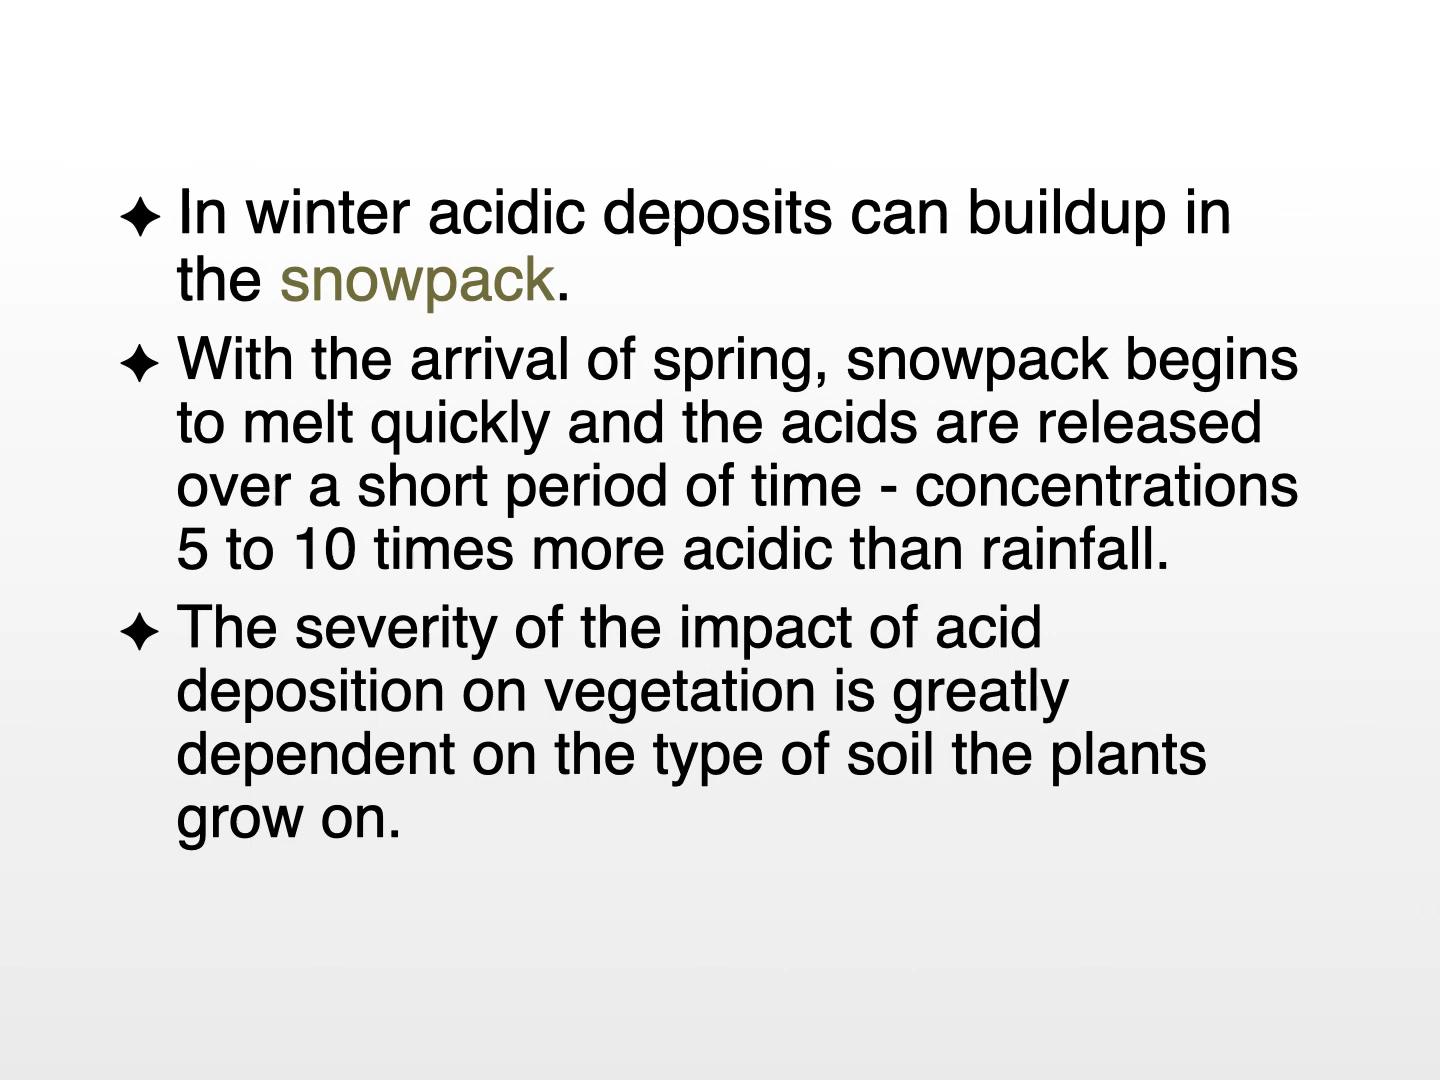 ✦ In winter acidic deposits can buildup in
the snowpack.
✦ With the arrival of spring, snowpack begins
to melt quickly and the acids are released
over a short period of time - concentrations
5 to 10 times more acidic than rainfall.
✦ The severity of the impact of acid
deposition on vegetation is greatly
dependent on the type of soil the plants
grow on.